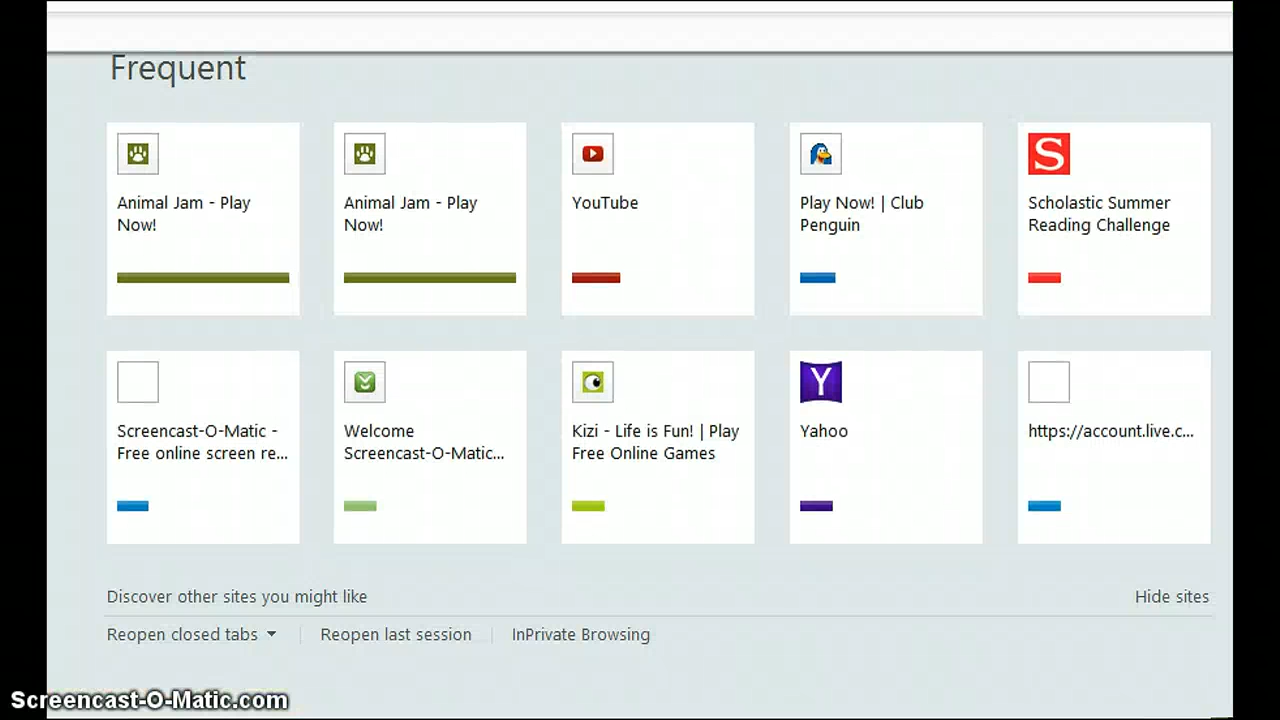 Frequent
Animal Jam - Play
Now!
Animal Jam - Play
Now!
YouTube
Play Now! | Club
Penguin
S
Scholastic Summer
Reading Challenge
Screencast-O-Matic -
Free online screen re...
Welcome
Screencast-O-Matic...
Kizi - Life is Fun! | Play
Free Online Games
Y
Yahoo
https://account.live.c...
Discover other sites you might like
Hide sites
Reopen closed tabs
Reopen last session
InPrivate Browsing
Screencast-O-Matic.com